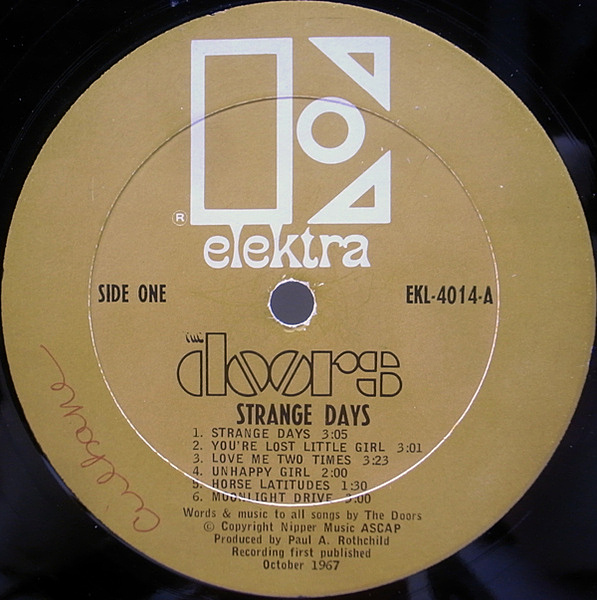 ®
elektra
SIDE ONE
EKL-4014-A
THE
doors
STRANGE DAYS
1. STRANGE DAYS 3:05
2. YOU'RE LOST LITTLE GIRL 3:01
3. LOVE ME TWO TIMES 3:23
4. UNHAPPY GIRL 2:00
5. HORSE LATITUDES 1:30
6. MOONLIGHT DRIVE 3:00
Words & music to all songs by The Doors
© Copyright Nipper Music ASCAP
Produced by Paul A. Rothchild
Recording first published
October 1967